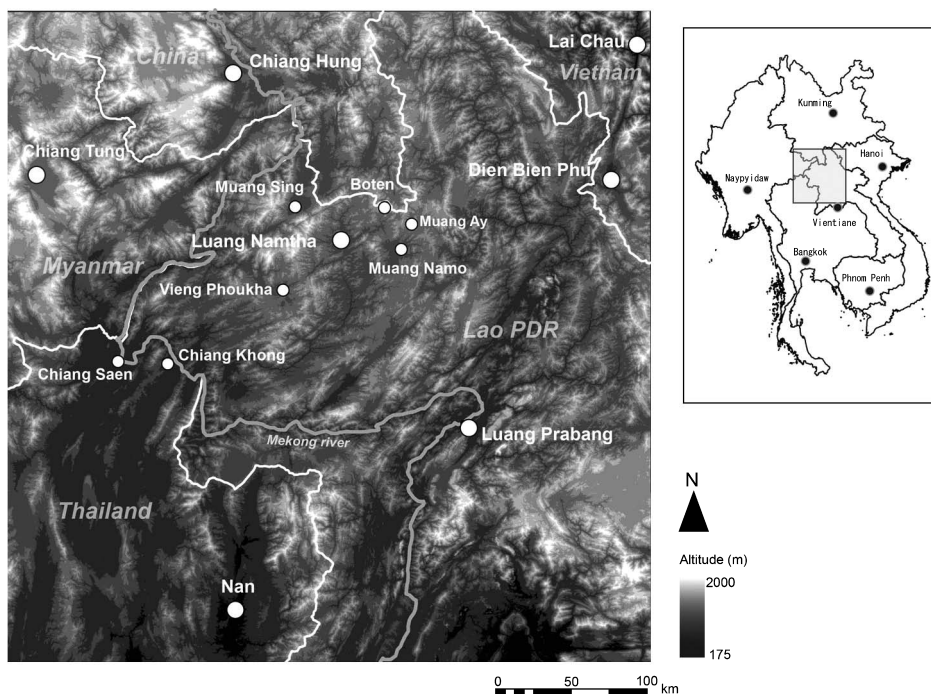 China
Chiang Hung
Lai Chau
Vietnam
Chiang Tung
Muang Sing
Boten
Dien Bien Phu
Muang Ay
Luang Namtha
Muang Namo
Myanmar
Vieng Phoukha
Lao PDR
Chiang Khong
Chiang Saen
Mekong river
Luang Prabang
Thailand
Nan
Kunming
Hanoi
Naypyidaw
Vientiane
Bangkok
Phnom Penh
N
Altitude (m)
2000
175
0 50 100
km